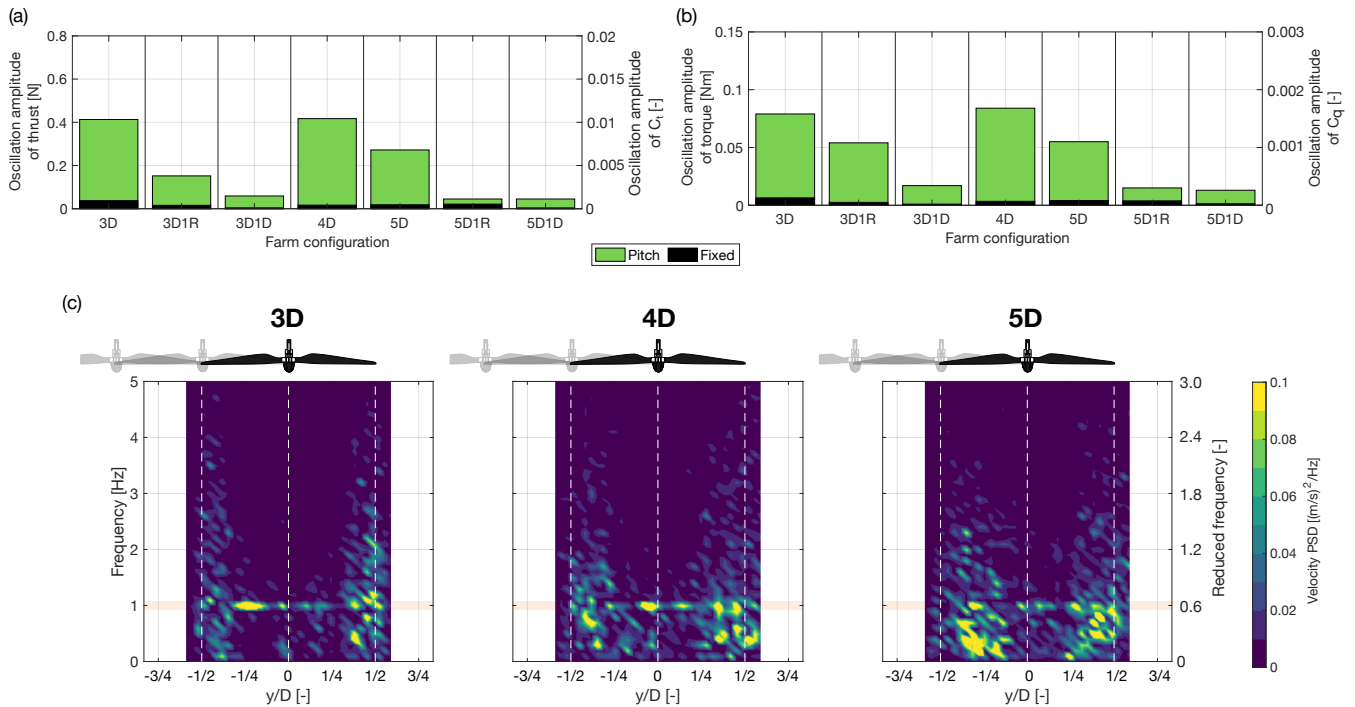 (a)
Oscillation amplitude
of thrust [N]
0.8
0.6
0.4
0.2
0
0.02
0.015
0.01
0.005
0
Oscillation amplitude
of Ct [-]
3D 3D1R 3D1D 4D 5D 5D1R 5D1D
Farm configuration
(b)
Oscillation amplitude
of torque [Nm]
0.15
0.1
0.05
0
0.003
0.002
0.001
0
Oscillation amplitude
of Cq [-]
3D 3D1R 3D1D 4D 5D 5D1R 5D1D
Farm configuration
Pitch Fixed
(c)
3D 4D 5D
Frequency [Hz]
5
4
3
2
1
0
-3/4 -1/2 -1/4 0 1/4 1/2 3/4
y/D [-]
-3/4 -1/2 -1/4 0 1/4 1/2 3/4
y/D [-]
-3/4 -1/2 -1/4 0 1/2 3/4
y/D [-]
3.0
2.4
1.8
1.2
0.6
0
Reduced frequency [-]
0.1
0.08
0.06
0.04
0.02
0
Velocity PSD [(m/s)²/Hz]